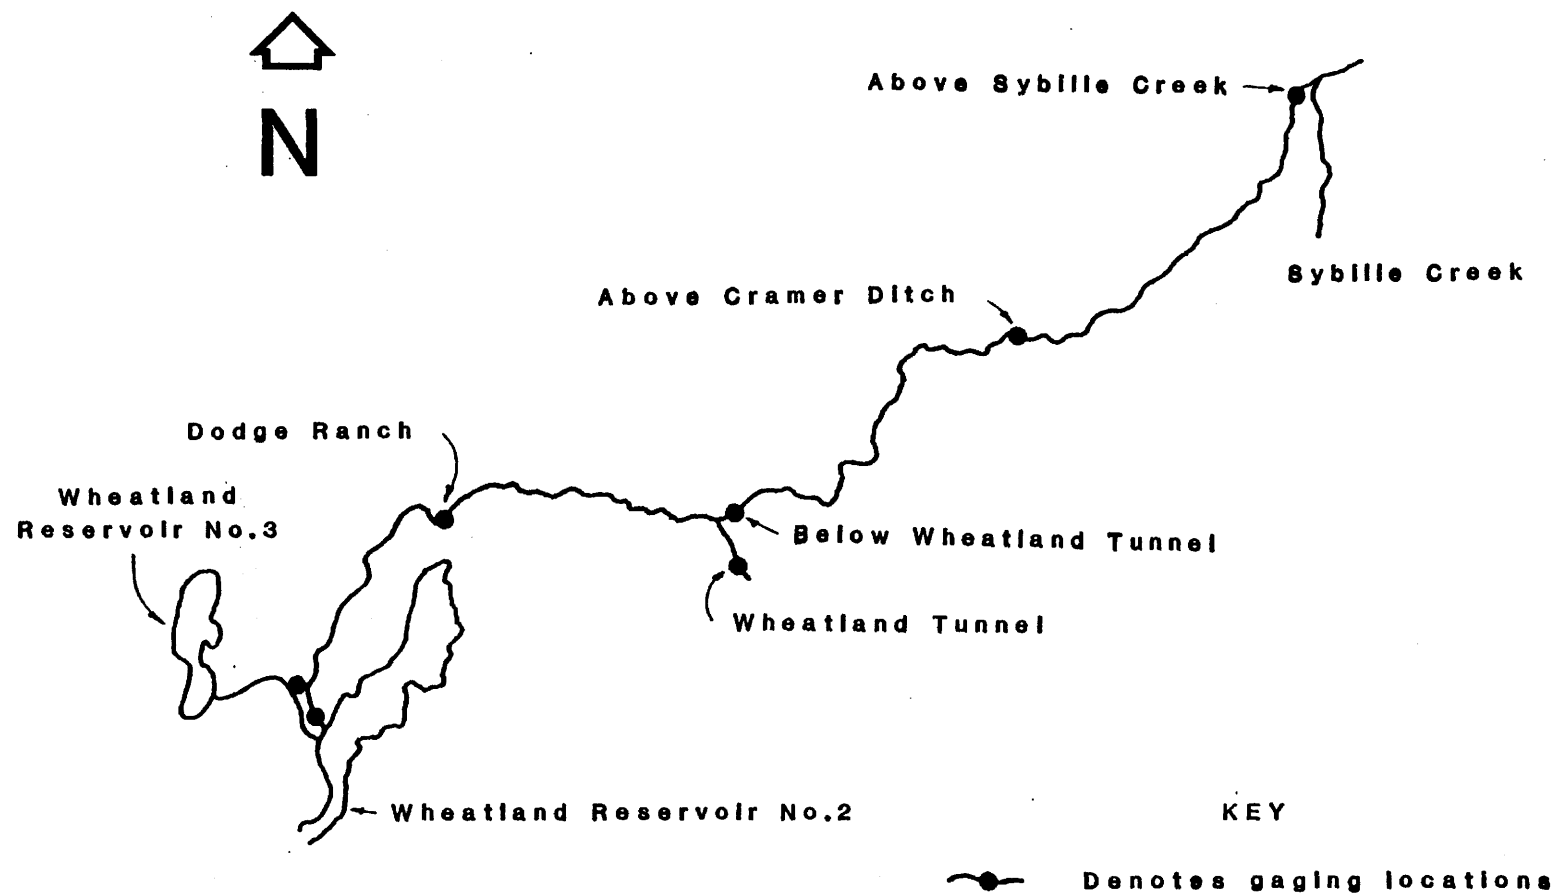 N
Above Sybille Creek
Sybille Creek
Above Cramer Ditch
Dodge Ranch
Wheatland
Reservoir No.3
Below Wheatland Tunnel
Wheatland Tunnel
Wheatland Reservoir No.2
KEY
Denotes gaging locations